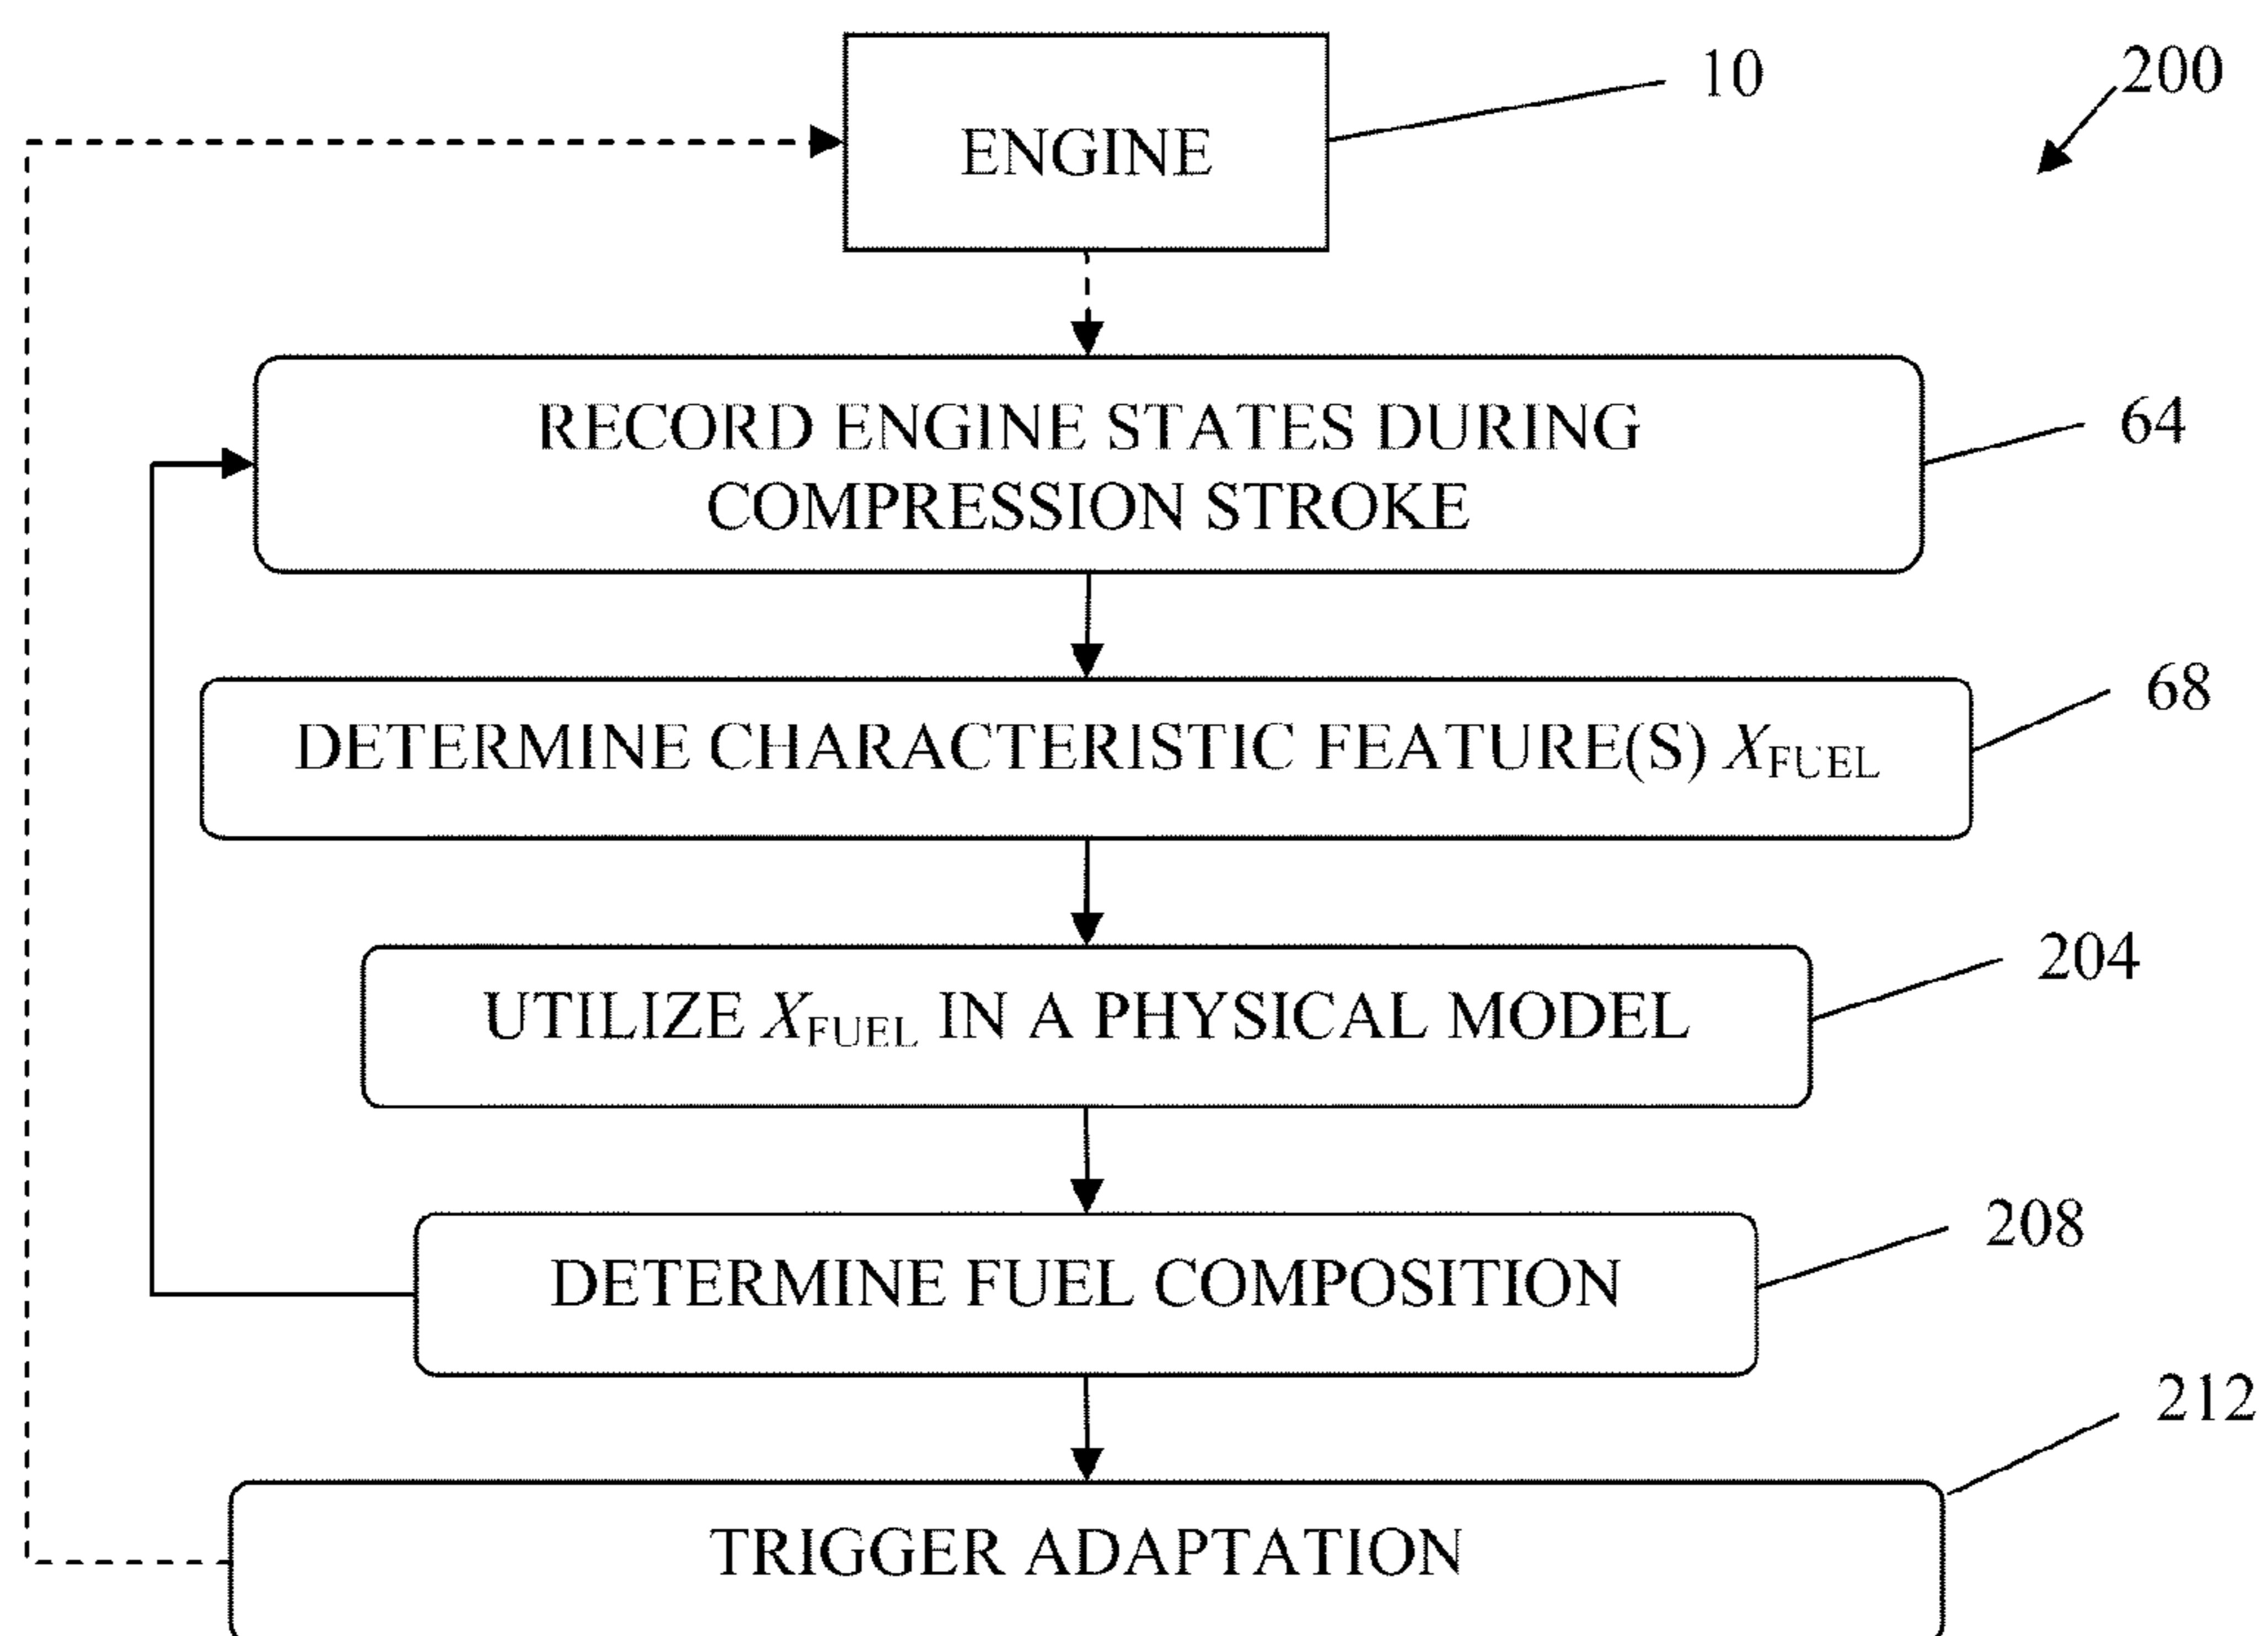 ENGINE
10
200
RECORD ENGINE STATES DURING
COMPRESSION STROKE
64
DETERMINE CHARACTERISTIC FEATURE(S) XFUEL
68
UTILIZE XFUEL IN A PHYSICAL MODEL
204
DETERMINE FUEL COMPOSITION
208
TRIGGER ADAPTATION
212